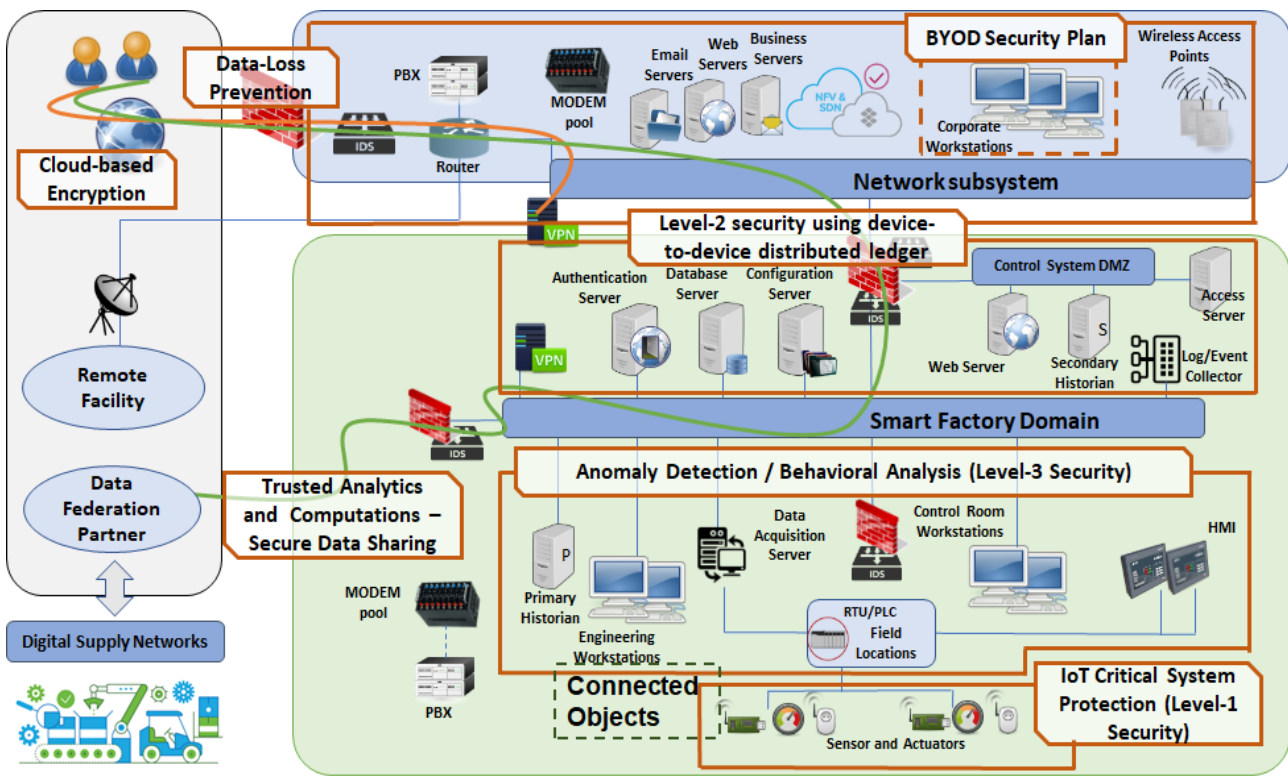 Data-Loss
Prevention
Cloud-based
Encryption
PBX
IDS
Router
MODEM
pool
Email
Servers
Web
Servers
Business
Servers
NFV &
SDN
BYOD Security Plan
Corporate
Workstations
Wireless Access
Points
Network subsystem
VPN
Level-2 security using device-
to-device distributed ledger
Authentication
Server
Database
Server
Configuration
Server
VPN
IDS
Control System DMZ
Web Server
S
Secondary
Historian
Log/Event
Collector
Access
Server
Remote
Facility
Data
Federation
Partner
Digital Supply Networks
IDS
Smart Factory Domain
Trusted Analytics
and Computations –
Secure Data Sharing
Anomaly Detection / Behavioral Analysis (Level-3 Security)
P
Primary
Historian
Engineering
Workstations
Data
Acquisition
Server
IDS
Control Room
Workstations
HMI
RTU/PLC
Field
Locations
MODEM
pool
PBX
Connected
Objects
Sensor and Actuators
IoT Critical System
Protection (Level-1
Security)